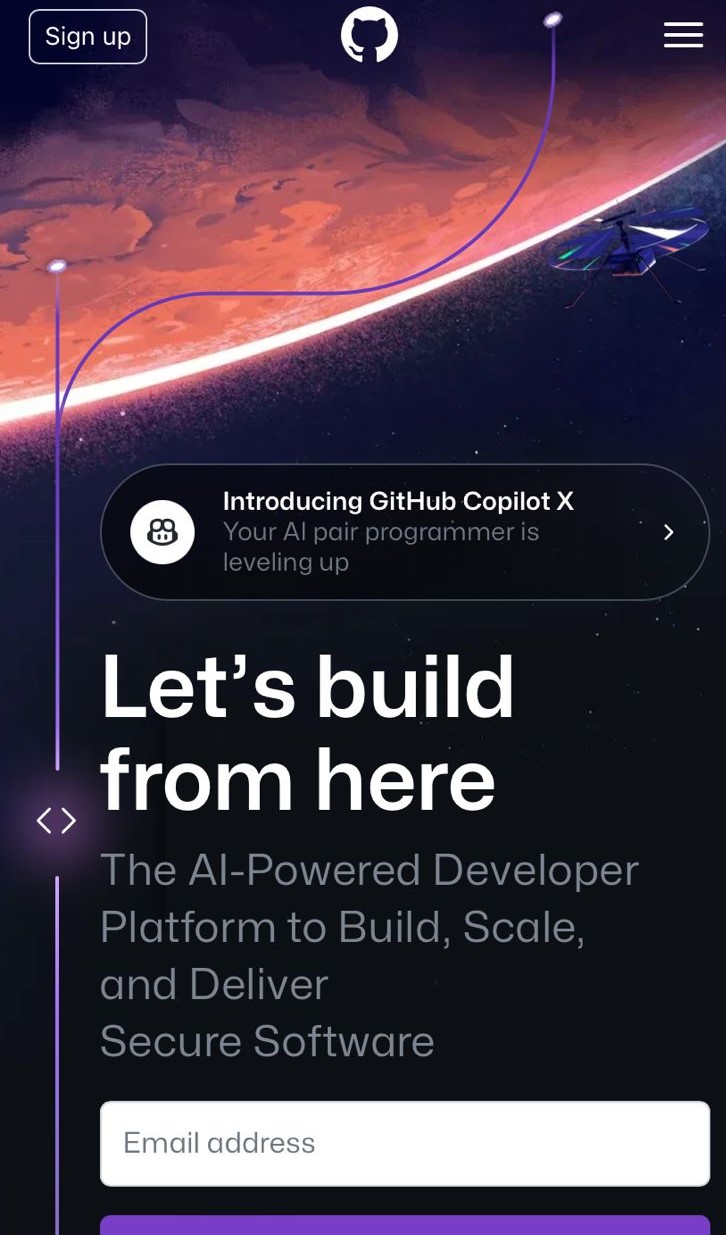 Sign up
Introducing GitHub Copilot X
Your AI pair programmer is
leveling up
Let’s build
from here
The AI-Powered Developer
Platform to Build, Scale,
and Deliver
Secure Software
Email address